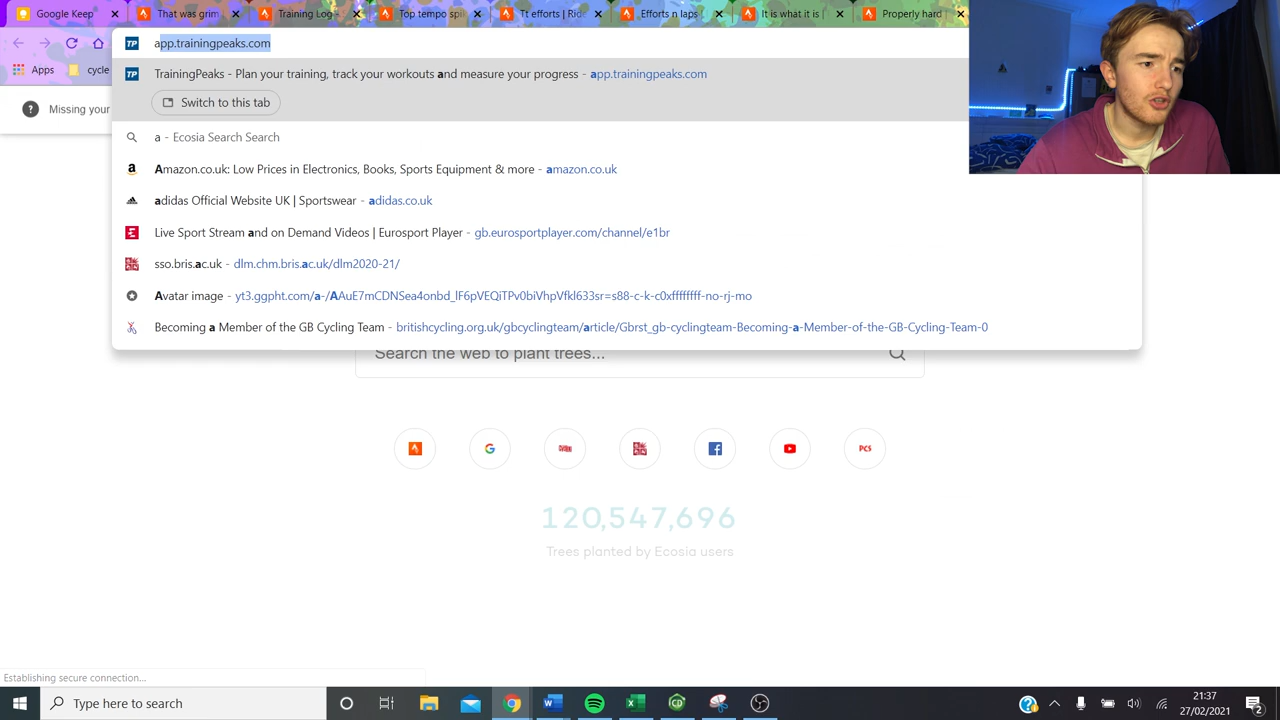 Google Keep
That was grim
Training Log -
Top tempo spi
Tt efforts | Ride
Efforts n laps |
It is what it is
Properly hard
app.trainingpeaks.com
Apps
cycle
TrainingPeaks - Plan your training, track your workouts and measure your progress - app.trainingpeaks.com
Switch to this tab
Missing your
a - Ecosia Search Search
Amazon.co.uk: Low Prices in Electronics, Books, Sports Equipment & more - amazon.co.uk
adidas Official Website UK | Sportswear - adidas.co.uk
Live Sport Stream and on Demand Videos | Eurosport Player - gb.eurosportplayer.com/channel/e1br
sso.bris.ac.uk - dlm.chm.bris.ac.uk/dlm2020-21/
Avatar image - yt3.ggpht.com/a-/AAuE7mCDNSea4onbd_lF6pVEQiTPv0biVhpVfkl633sr=s88-c-k-c0xffffffff-no-rj-mo
Becoming a Member of the GB Cycling Team - britishcycling.org.uk/gbcyclingteam/article/Gbrst_gb-cyclingteam-Becoming-a-Member-of-the-GB-Cycling-Team-0
Search the web to plant trees...
PCS
120,547,696
Trees planted by Ecosia users
Establishing secure connection...
Type here to search
21:37
27/02/2021
2